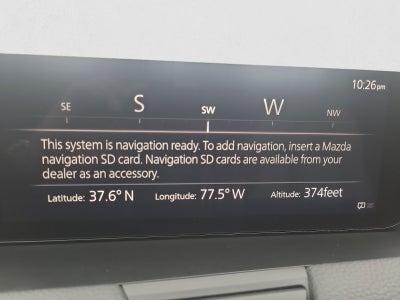 10:26pm
SE S SW W NW
This system is navigation ready. To add navigation, insert a Mazda
navigation SD card. Navigation SD cards are available from your
dealer as an accessory.
Latitude: 37.6° N Longitude: 77.5° W Altitude: 374feet